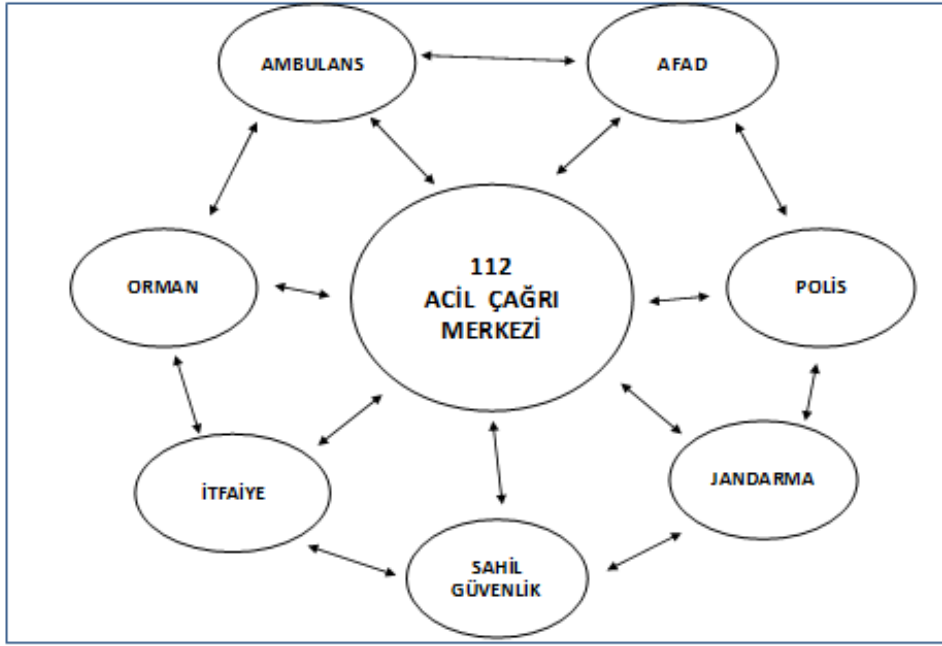 AMBULANS
AFAD
ORMAN
112
ACİL ÇAĞRI
MERKEZİ
POLİS
İTFAİYE
JANDARMA
SAHİL
GÜVENLİK